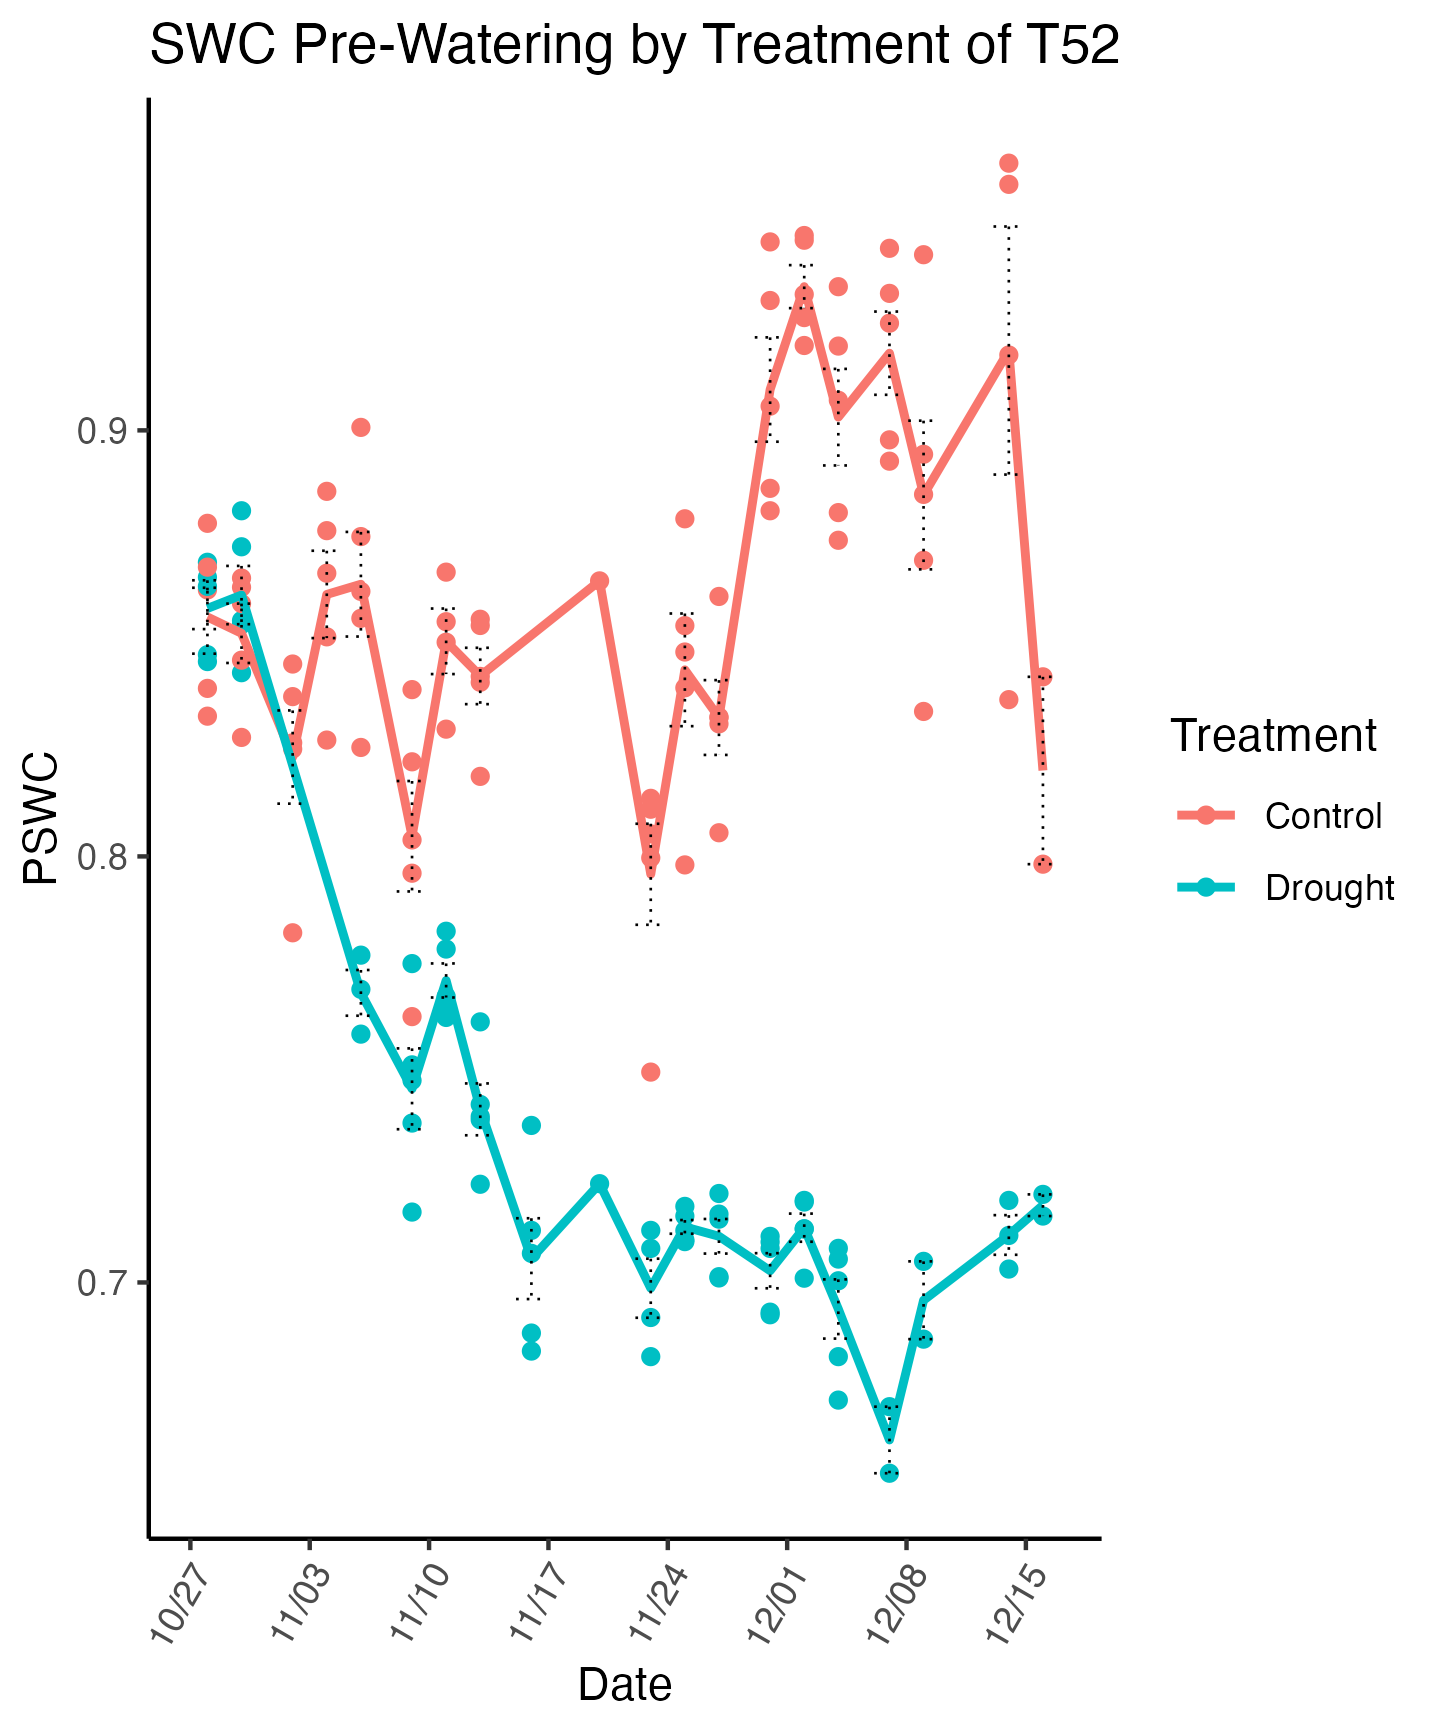 SWC Pre-Watering by Treatment of T52
PSWC
0.9
0.8
0.7
10/27
11/03
11/10
11/17
11/24
12/01
12/08
12/15
Date
Treatment
Control
Drought